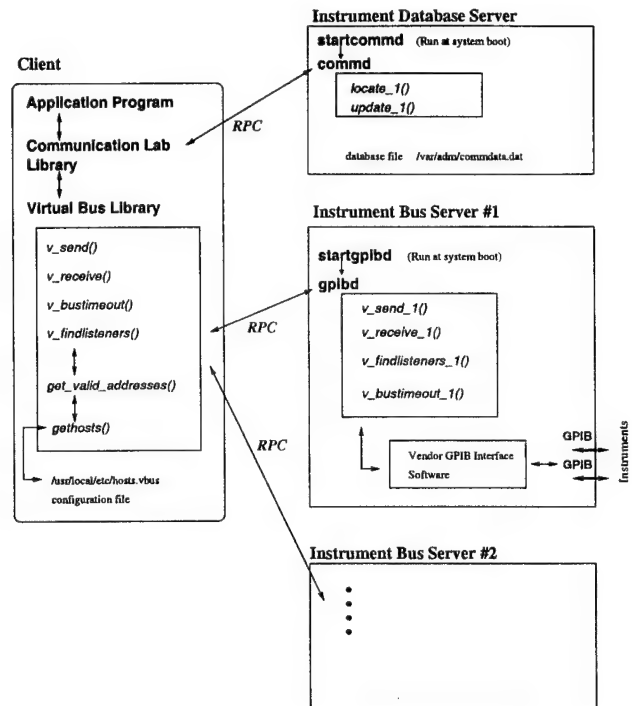 Client
Application Program
Communication Lab
Library
Virtual Bus Library
v_send()
v_receive()
v_bustimeout()
v_findlisteners()
get_valid_addresses()
gethosts()
/usr/local/etc/hosts.vbus
configuration file
RPC
RPC
RPC
Instrument Database Server
startcommd (Run at system boot)
commd
locate_1()
update_1()
database file /var/adm/commdata.dat
Instrument Bus Server #1
startgpibd (Run at system boot)
gpibd
v_send_1()
v_receive_1()
v_findlisteners_1()
v_bustimeout_1()
Vendor GPIB Interface
Software
GPIB
GPIB
Instruments
Instrument Bus Server #2